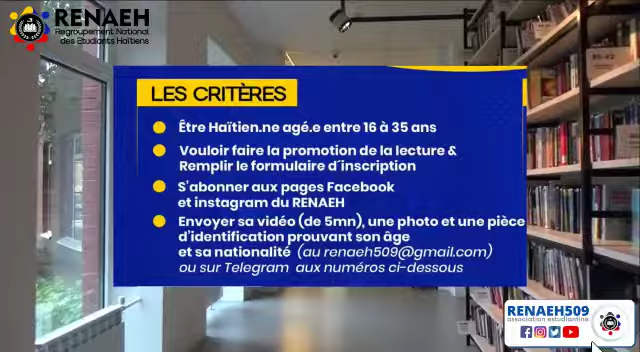 RENAEH
Regroupement National
des Etudiants Haïtiens
LES CRITÈRES
Être Haïtien.ne agé.e entre 16 à 35 ans
Vouloir faire la promotion de la lecture &
Remplir le formulaire d´inscription
S'abonner aux pages Facebook
et instagram du RENAEH
Envoyer sa vidéo (de 5mn), une photo et une pièce
d'identification prouvant son âge
et sa nationalité (au renaeh509@gmail.com)
ou sur Telegram aux numéros ci-dessous
RENAEH509
association estudiantine